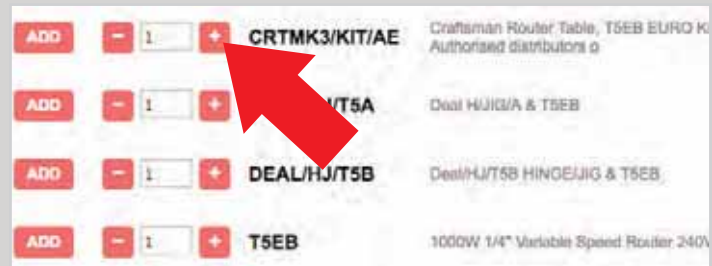 ADD - 1 + CRTMK3/KIT/AE Craftsman Router Table, T5EB EURO
Authorised distributors o
ADD - 1 + /T5A Deal H/JIG/A & T5EB
ADD - 1 + DEAL/HJ/T5B Deal/HJ/T5B HINGE/JIG & T5EB
ADD - 1 + T5EB 1000W 1/4" Variable Speed Router 240V